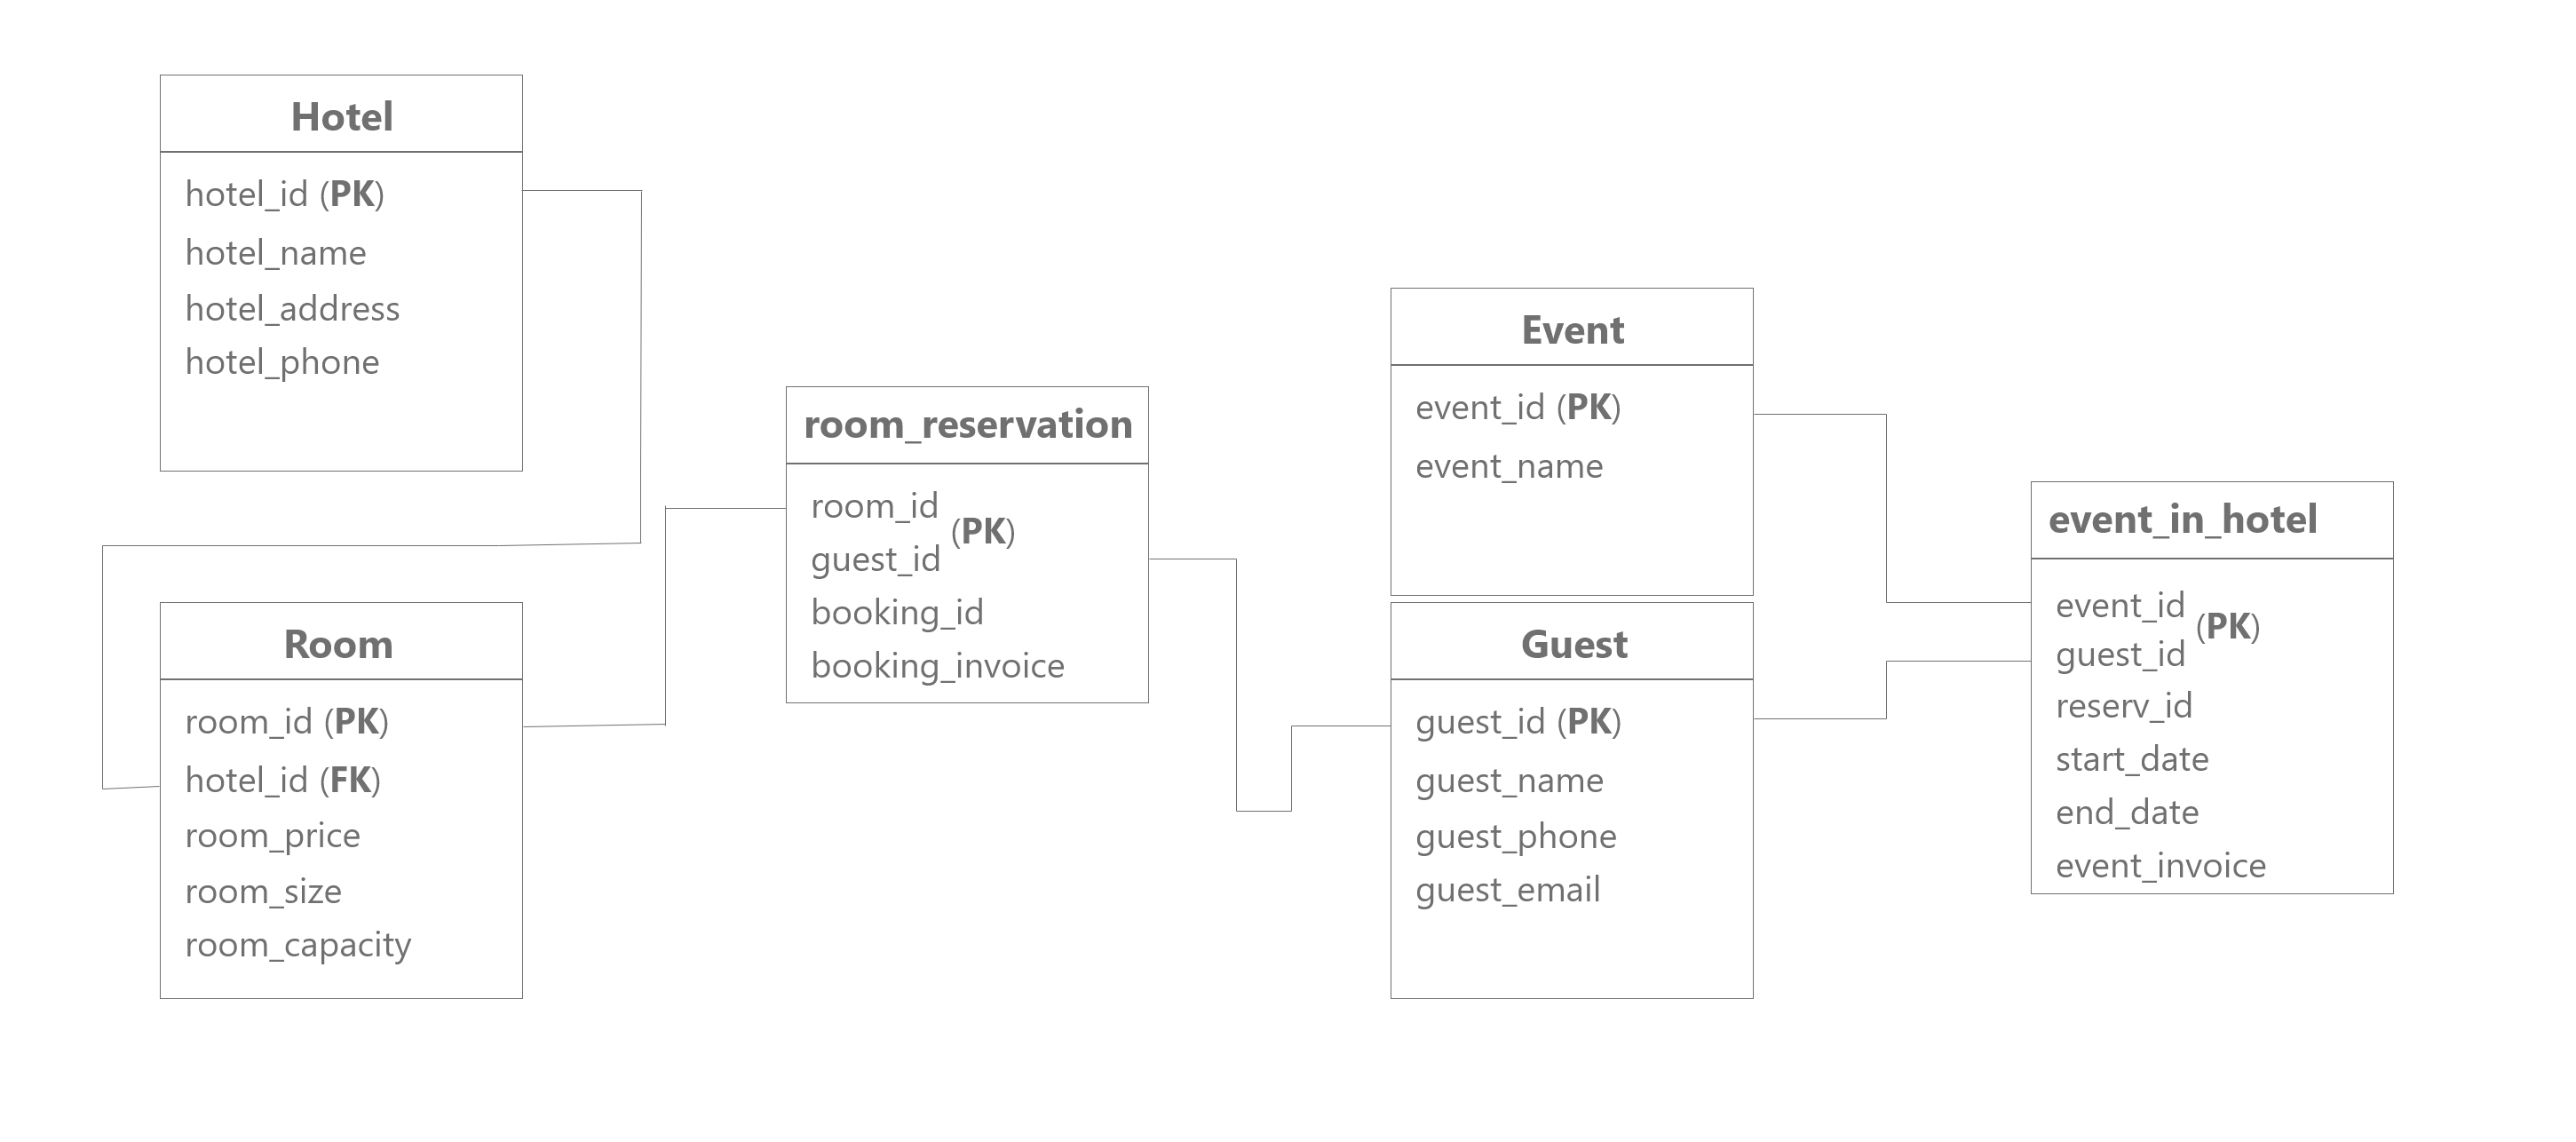 Hotel
hotel_id (PK)
hotel_name
hotel_address
hotel_phone
Room
room_id (PK)
hotel_id (FK)
room_price
room_size
room_capacity
room_reservation
room_id
(PK)
guest_id
booking_id
booking_invoice
Event
event_id (PK)
event_name
Guest
guest_id (PK)
guest_name
guest_phone
guest_email
event_in_hotel
event_id
(PK)
guest_id
reserv_id
start_date
end_date
event_invoice